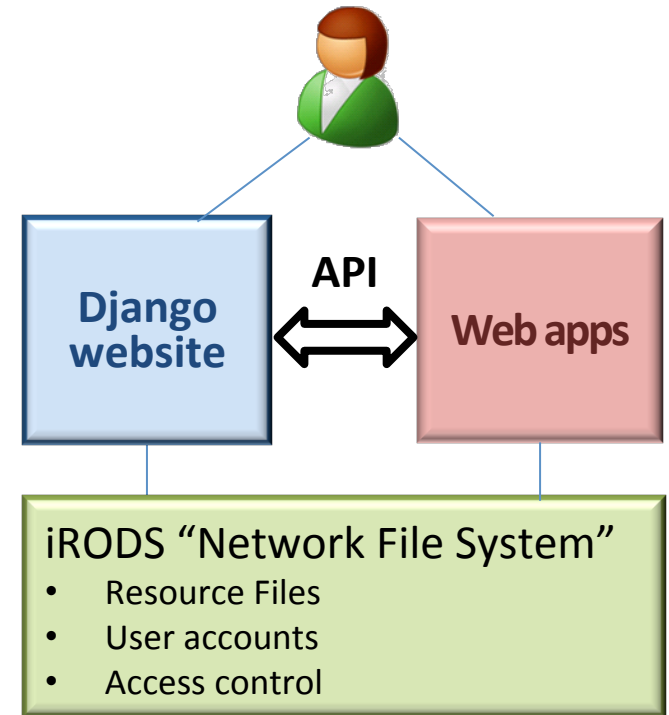 API
Django
website
Web apps
iRODS “Network File System”
• Resource Files
• User accounts
• Access control